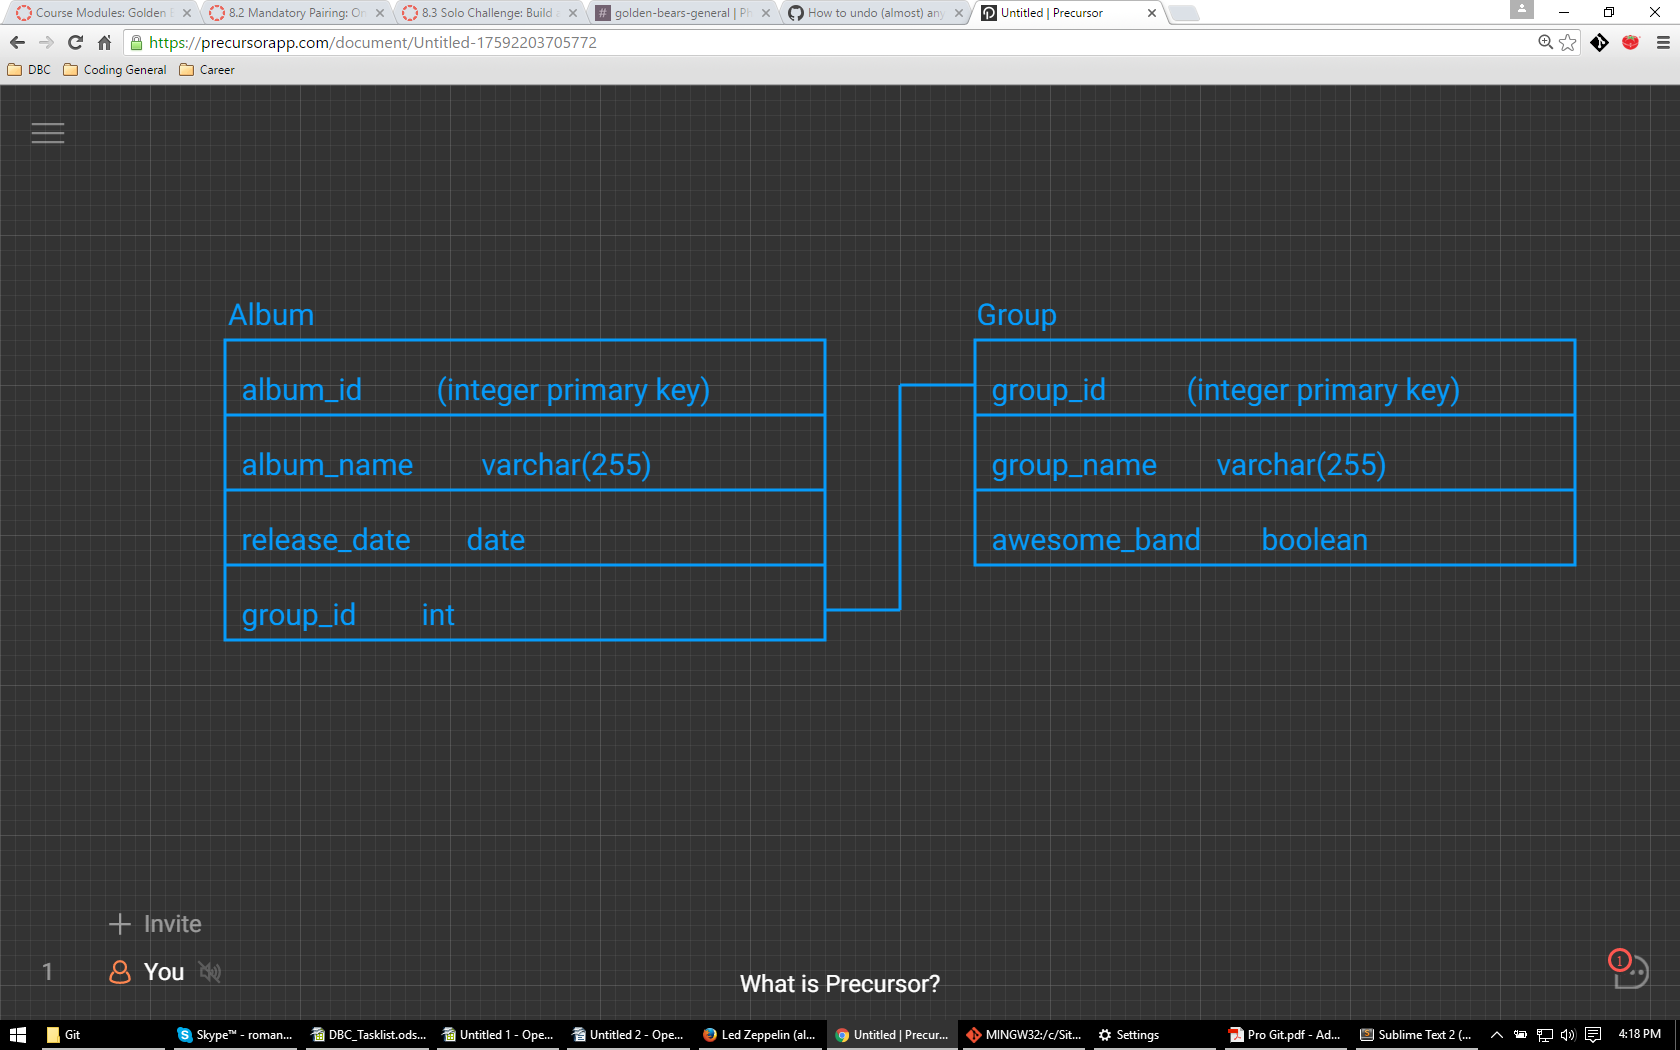 Course Modules: Golden B
8.2 Mandatory Pairing: On
8.3 Solo Challenge: Build
golden-bears-general | Ph
How to undo (almost) any
Untitled | Precursor
https://precursorapp.com/document/Untitled-17592203705772
DBC Coding General Career
Album
album_id (integer primary key)
album_name varchar(255)
release_date date
group_id int
Group
group_id (integer primary key)
group_name varchar(255)
awesome_band boolean
Invite
1 You
What is Precursor?
1
Git
Skype™ - roman...
DBC_Tasklist.ods...
Untitled 1 - Ope...
Untitled 2 - Ope...
Led Zeppelin (al...
Untitled | Precur...
MINGW32:/c/Sit...
Settings
Pro Git.pdf - Ad...
Sublime Text 2 (...
4:18 PM